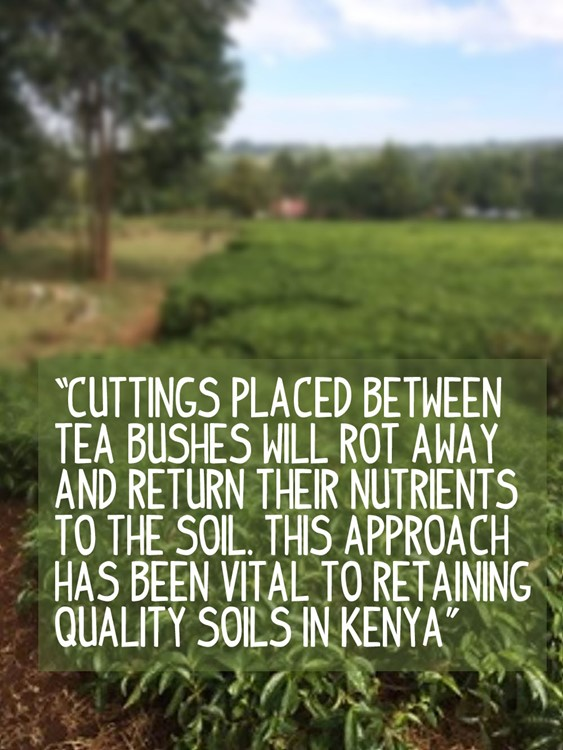 “CUTTINGS PLACED BETWEEN
TEA BUSHES WILL ROT AWAY
AND RETURN THEIR NUTRIENTS
TO THE SOIL. THIS APPROACH
HAS BEEN VITAL TO RETAINING
QUALITY SOILS IN KENYA”